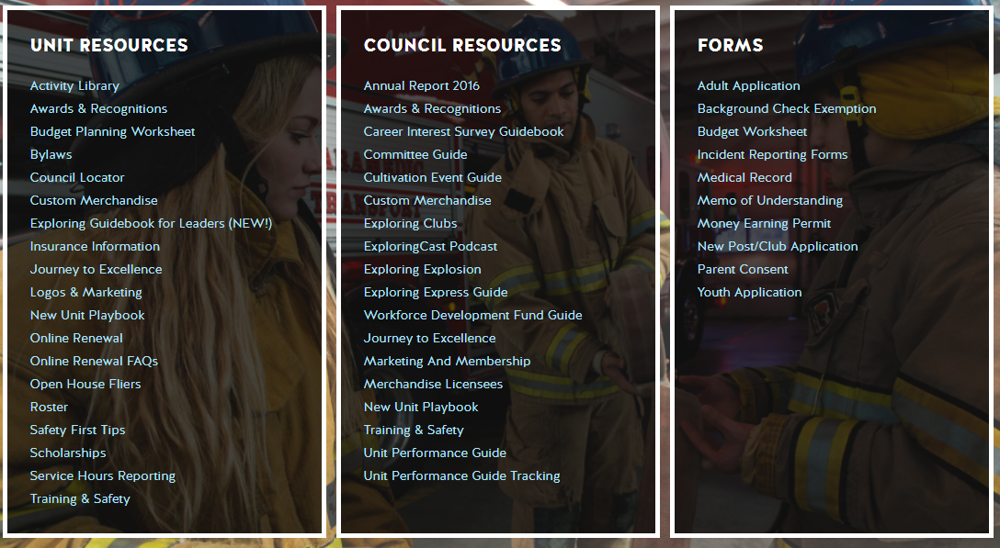 UNIT RESOURCES
Activity Library
Awards & Recognitions
Budget Planning Worksheet
Bylaws
Council Locator
Custom Merchandise
Exploring Guidebook for Leaders (NEW!)
Insurance Information
Journey to Excellence
Logos & Marketing
New Unit Playbook
Online Renewal
Online Renewal FAQs
Open House Fliers
Roster
Safety First Tips
Scholarships
Service Hours Reporting
Training & Safety
COUNCIL RESOURCES
Annual Report 2016
Awards & Recognitions
Career Interest Survey Guidebook
Committee Guide
Cultivation Event Guide
Custom Merchandise
Exploring Clubs
ExploringCast Podcast
Exploring Explosion
Exploring Express Guide
Workforce Development Fund Guide
Journey to Excellence
Marketing And Membership
Merchandise Licensees
New Unit Playbook
Training & Safety
Unit Performance Guide
Unit Performance Guide Tracking
FORMS
Adult Application
Background Check Exemption
Budget Worksheet
Incident Reporting Forms
Medical Record
Memo of Understanding
Money Earning Permit
New Post/Club Application
Parent Consent
Youth Application